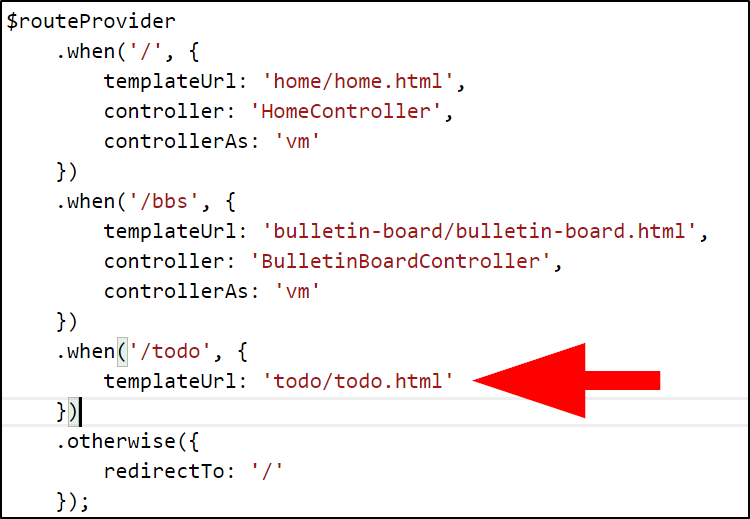 $routeProvider
    .when('/', {
        templateUrl: 'home/home.html',
        controller: 'HomeController',
        controllerAs: 'vm'
    })
    .when('/bbs', {
        templateUrl: 'bulletin-board/bulletin-board.html',
        controller: 'BulletinBoardController',
        controllerAs: 'vm'
    })
    .when('/todo', {
        templateUrl: 'todo/todo.html'
    })
    .otherwise({
        redirectTo: '/'
    });